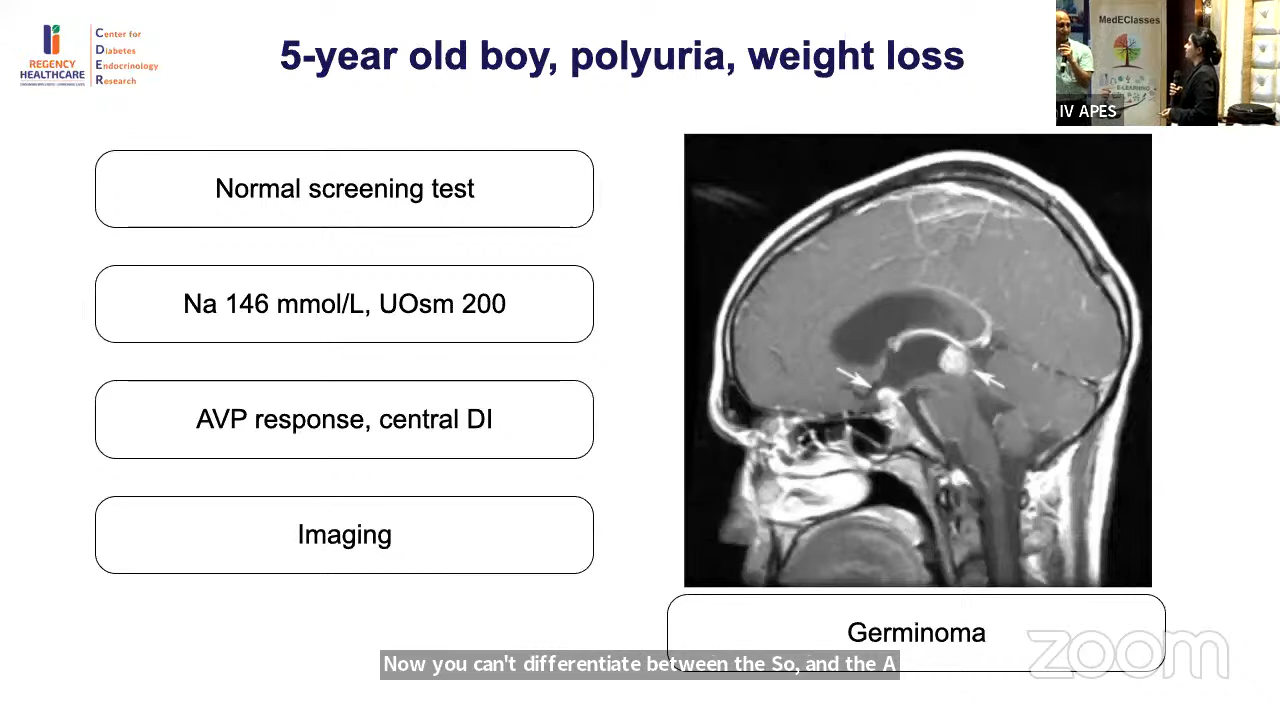 REGENCY
HEALTHCARE
Center for
Diabetes
Endocrinology
Research
5-year old boy, polyuria, weight loss
MedEClasses
E-LEARNING
IV APES
Normal screening test
Na 146 mmol/L, UOsm 200
AVP response, central DI
Imaging
Germinoma
zoom
Now you can't differentiate between the So, and the A